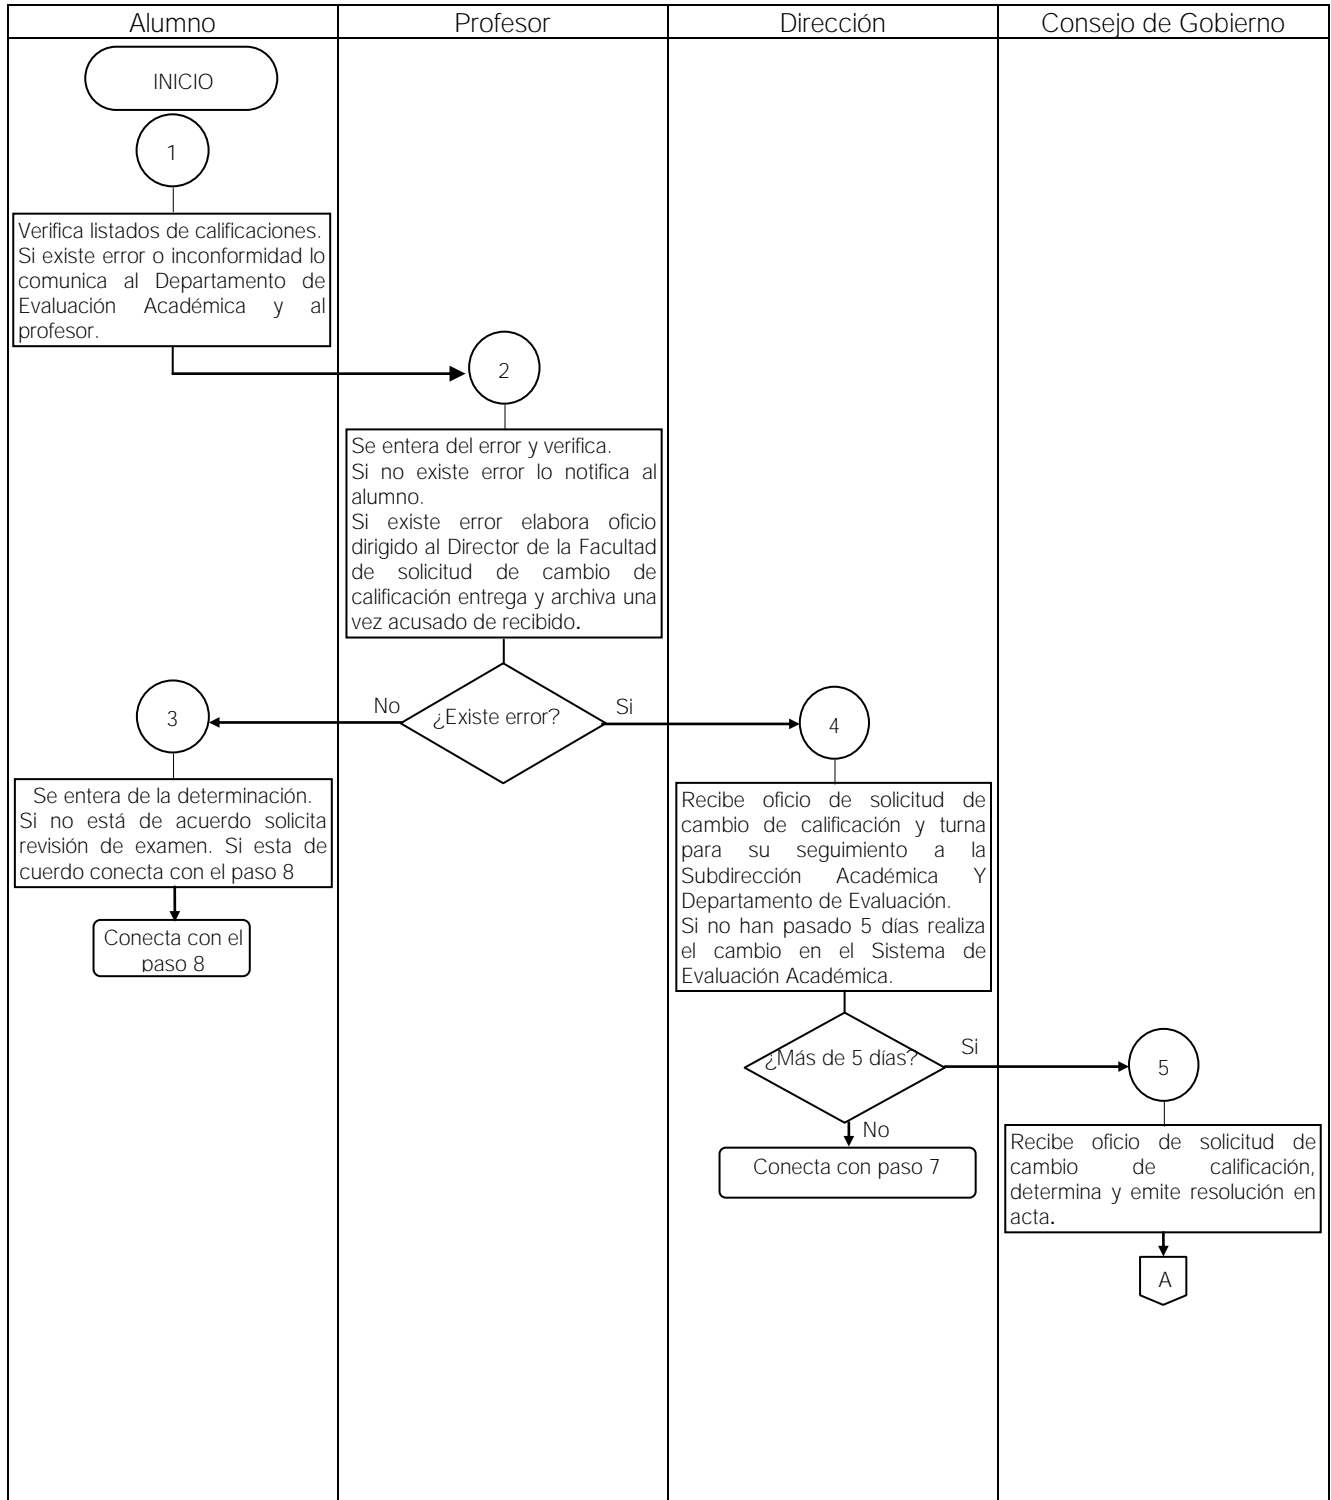 Alumno
Profesor
Dirección
Consejo de Gobierno
INICIO
1
Verifica listados de calificaciones.
Si existe error o inconformidad lo
comunica al Departamento de
Evaluación Académica y al
profesor.
2
Se entera del error y verifica.
Si no existe error lo notifica al
alumno.
Si existe error elabora oficio
dirigido al Director de la Facultad
de solicitud de cambio de
calificación entrega y archiva una
vez acusado de recibido.
¿Existe error?
No
Si
3
Se entera de la determinación.
Si no está de acuerdo solicita
revisión de examen. Si esta de
cuerdo conecta con el paso 8
Conecta con el
paso 8
4
Recibe oficio de solicitud de
cambio de calificación y turna
para su seguimiento a la
Subdirección Académica Y
Departamento de Evaluación.
Si no han pasado 5 días realiza
el cambio en el Sistema de
Evaluación Académica.
¿Más de 5 días?
Si
No
Conecta con paso 7
5
Recibe oficio de solicitud de
cambio de calificación,
determina y emite resolución en
acta.
A